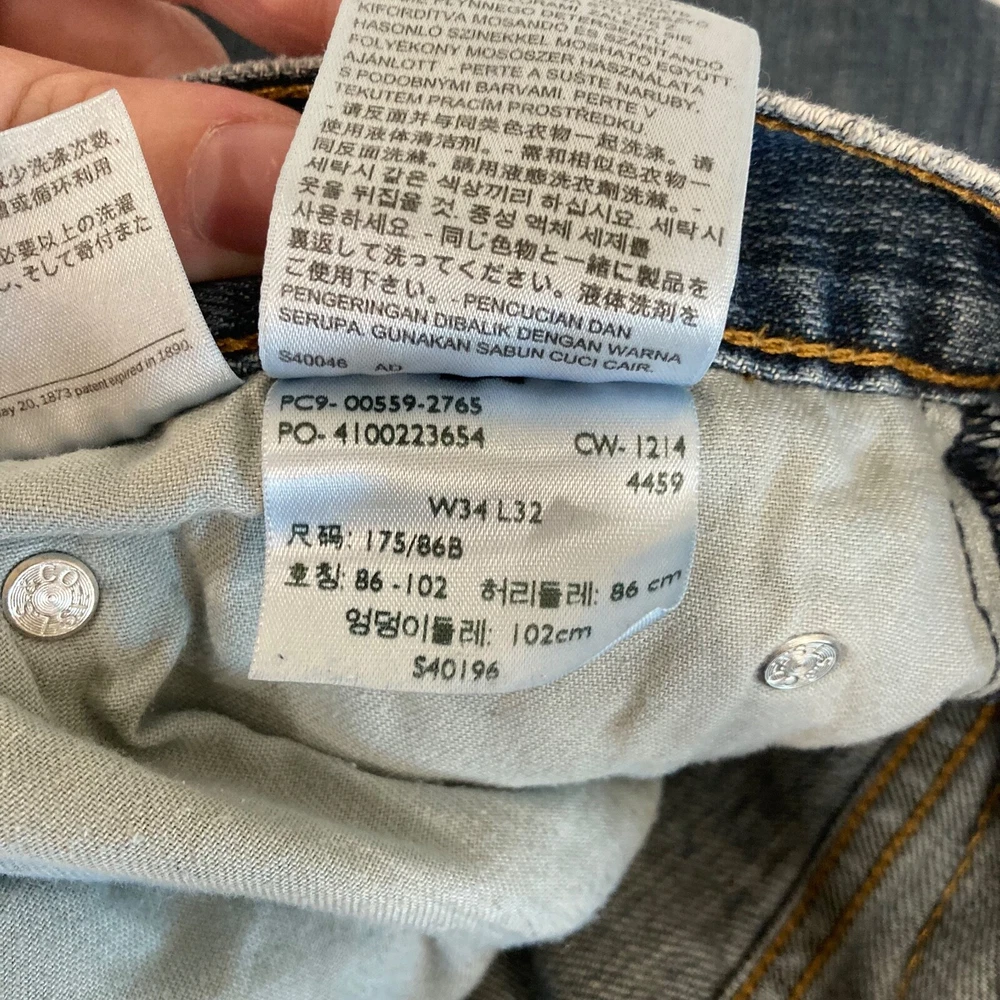 少洗涤次数,
或循环利用
必要以上の洗濯
、そして寄付また
May 20, 1873 patent expired in 1890.
KIFORDÍTVA MOSANDÓ ÉS SZÁRÍTANDÓ
HASONLÓ SZINEKKEL MOSHATÓ EGYÜTT.
FOLYEKONY MOSÓSZER HASZNÁLATA
AJÁNLOTT. - PERTE A SUŠTE NARUBY.
S PODOBNÝMI BARVAMI. PERTE V
TEKUTEM PRACÍM PROSTREDKU.
请反面并与同类色衣物一起洗涤。请
使用液体清洁剂。- 需和相似色衣物一
同反面洗滌。請用液態洗衣劑洗滌。-
세탁시 같은 색상끼리 하십시요. 세탁시
옷을 뒤집을 것. 중성 액체 세제를
사용하세요. - 同じ色物と一緒に製品を
裏返して洗ってください。液体洗剤を
ご使用下さい。- PENCUCIAN DAN
PENGERINGAN DIBALIK DENGAN WARNA
SERUPA. GUNAKAN SABUN CUCI CAIR.
S40046 AD
PC9- 00559-2765
PO- 4100223654 CW- 1214
4459
W34 L32
尺码: 175/86B
호칭: 86 -102 허리둘레: 86 cm
엉덩이둘레: 102cm
S40196